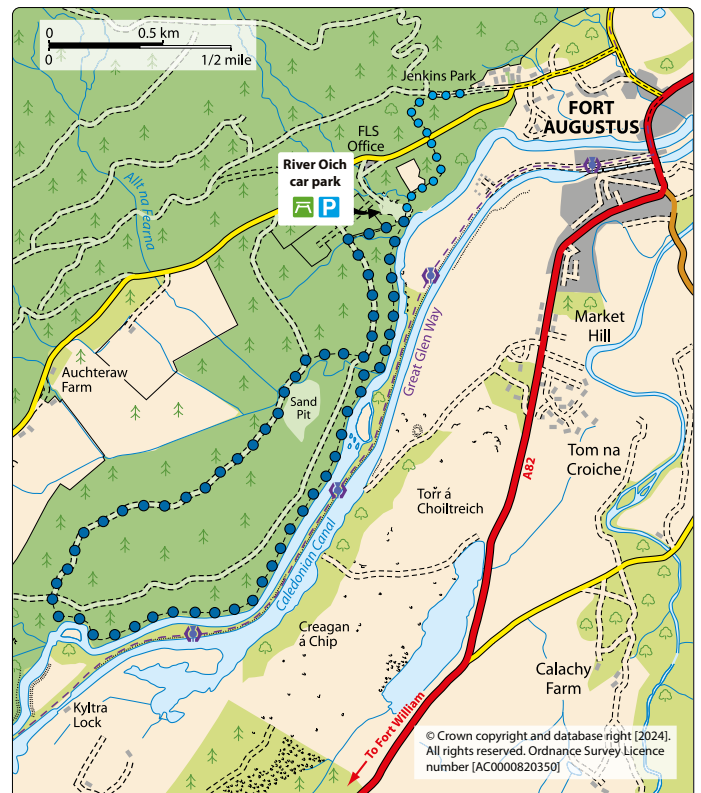 0 0.5 km
0 1/2 mile
Jenkins Park
FORT
AUGUSTUS
FLS
Office
River Oich
car park
P
Allt na Fearna
Great Glen Way
Market
Hill
Auchteraw
Farm
Sand
Pit
Tom na
Croiche
A82
Torr á
Choiltreich
Caledonian Canal
Creagan
á Chip
Calachy
Farm
Kyltra
Lock
To Fort William
© Crown copyright and database right [2024].
All rights reserved. Ordnance Survey Licence
number [AC0000820350]